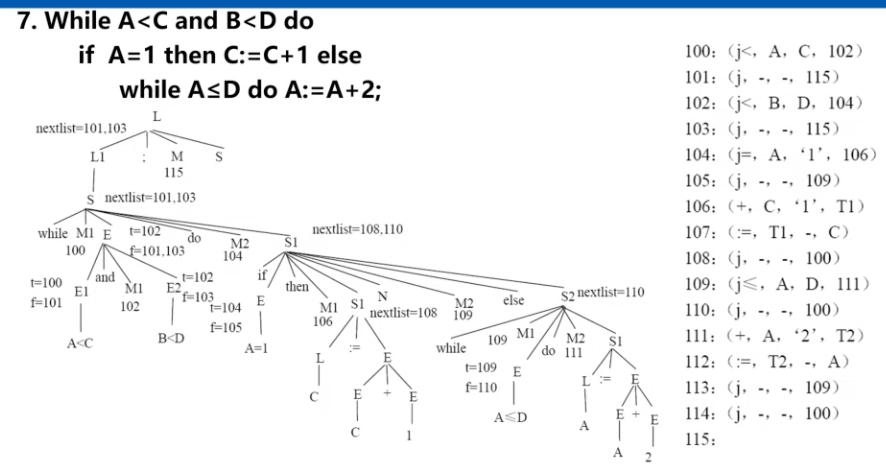 7. While A<C and B<D do
if A=1 then C:=C+1 else
while A≤D do A:=A+2;
L
nextlist=101,103
L1 ; M S
115
S nextlist=101,103
while M1 E t=102 do M2 S1 nextlist=108,110
100 f=101,103 104
t=100 E1 and M1 E2 t=102 if then
f=101 102 f=103 t=104 E M1 S1 N M2 else S2 nextlist=110
f=105 106 nextlist=108 109
A<C B<D A=1 L := E while 109 M1 do M2 S1
111
t=109 E
f=110
C E + E A≤D L := E
C 1 A E + E
A 2
100: (j<, A, C, 102)
101: (j, -, -, 115)
102: (j<, B, D, 104)
103: (j, -, -, 115)
104: (j=, A, ‘1’, 106)
105: (j, -, -, 109)
106: (+, C, ‘1’, T1)
107: (:=, T1, -, C)
108: (j, -, -, 100)
109: (j≤, A, D, 111)
110: (j, -, -, 100)
111: (+, A, ‘2’, T2)
112: (:=, T2, -, A)
113: (j, -, -, 109)
114: (j, -, -, 100)
115: